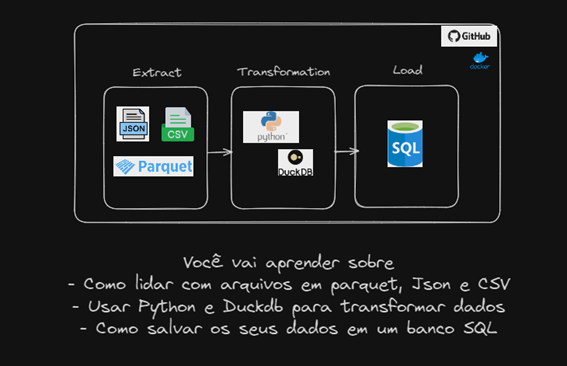 GitHub
docker
Extract
Transformation
Load
JSON
CSV
Parquet
python
DuckDB
SQL
Você vai aprender sobre
- Como lidar com arquivos em parquet, Json e CSV
- Usar Python e Duckdb para transformar dados
- Como salvar os seus dados em um banco SQL